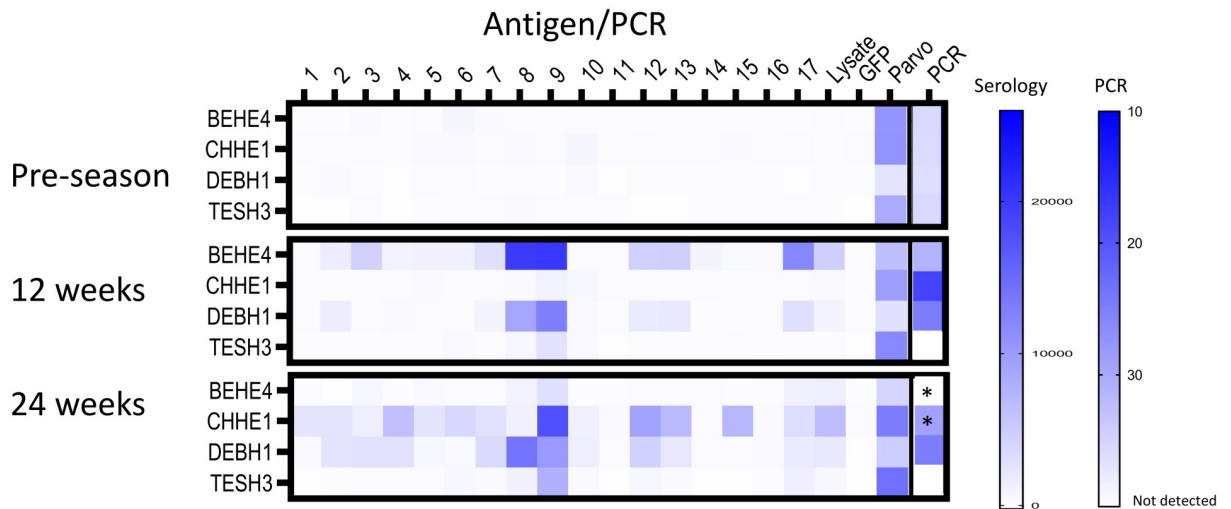 Antigen/PCR
1 2 3 4 5 6 7 8 9 10 11 12 13 14 15 16 17 Lysate GFP Parvo PCR
Serology
PCR
Pre-season
BEHE4
CHHE1
DEBH1
TESH3
12 weeks
BEHE4
CHHE1
DEBH1
TESH3
24 weeks
BEHE4 *
CHHE1 *
DEBH1
TESH3
20000
10000
0
10
20
30
Not detected